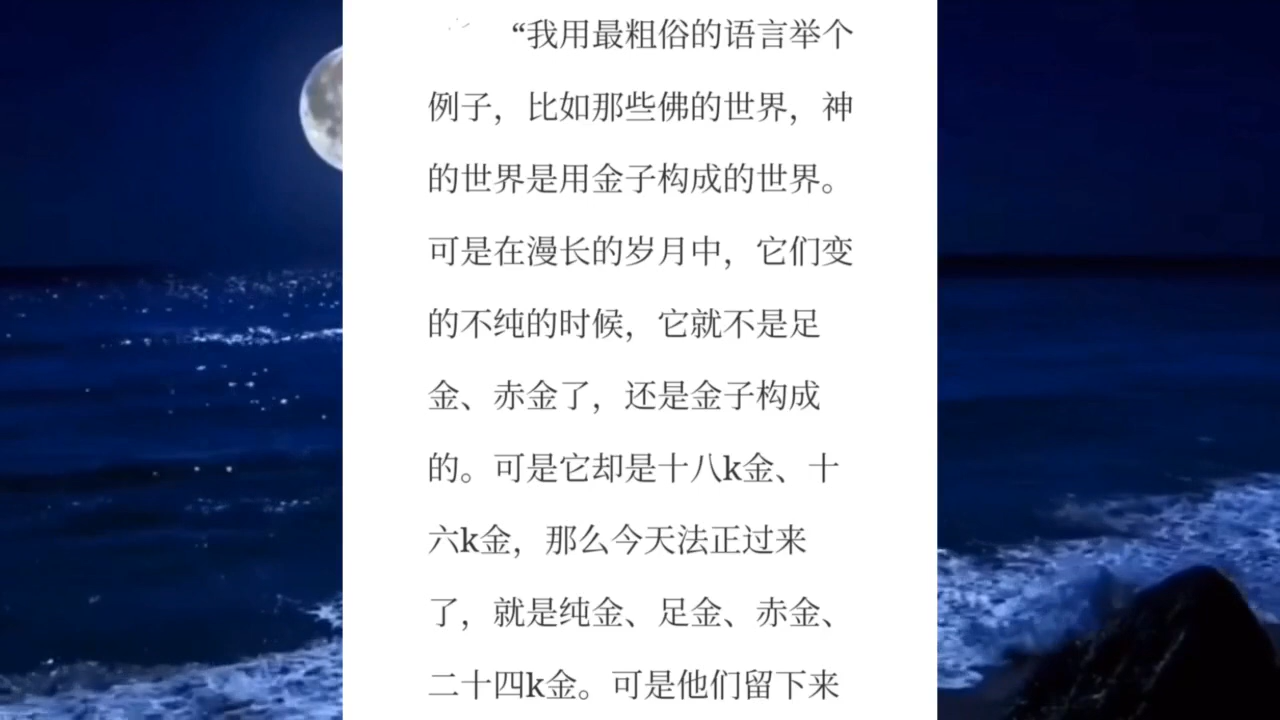 “我用最粗俗的语言举个
例子，比如那些佛的世界，神
的世界是用金子构成的世界。
可是在漫长的岁月中，它们变
的不纯的时候，它就不是足
金、赤金了，还是金子构成
的。可是它却是十八k金、十
六k金，那么今天法正过来
了，就是纯金、足金、赤金、
二十四k金。可是他们留下来